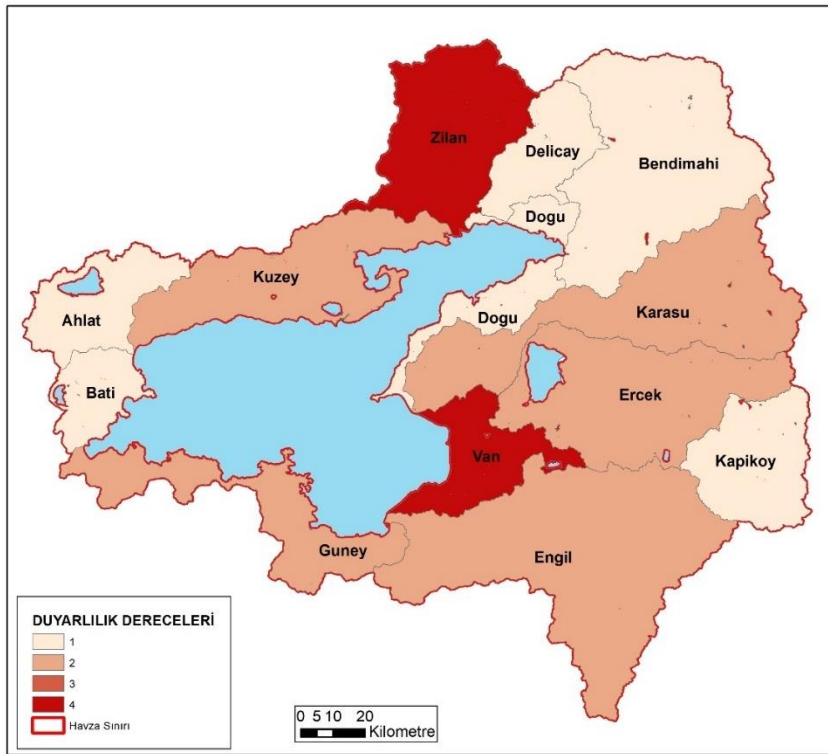 Zilan
Delicay
Bendimahi
Dogu
Kuzey
Ahlat
Dogu
Karasu
Bati
Ercek
Van
Kapikoy
Guney
Engil
DUYARLILIK DERECELERİ
1
2
3
4
Havza Sınırı
0 5 10 20
Kilometre